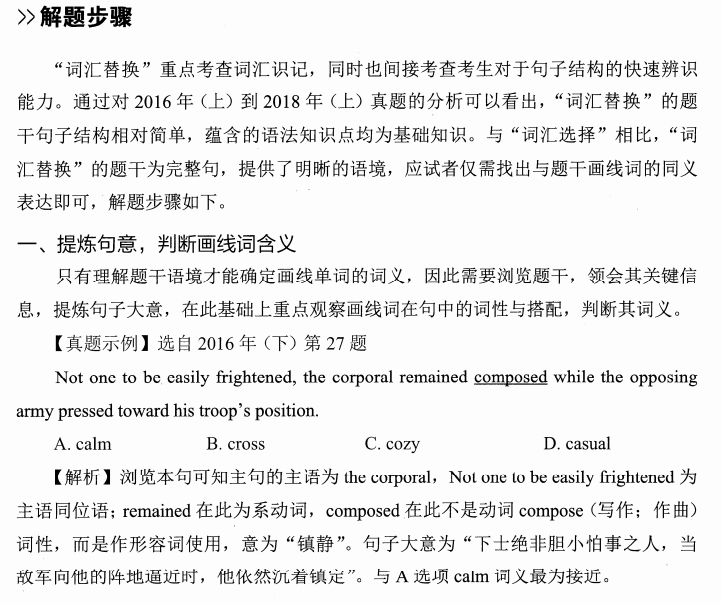 >> 解题步骤
“词汇替换”重点考查词汇识记，同时也间接考查考生对于句子结构的快速辨识
能力。通过对 2016 年（上）到 2018 年（上）真题的分析可以看出，“词汇替换”的题
干句子结构相对简单，蕴含的语法知识点均为基础知识。与“词汇选择”相比，“词
汇替换”的题干为完整句，提供了明晰的语境，应试者仅需找出与题干画线词的同义
表达即可，解题步骤如下。
一、提炼句意，判断画线词含义
只有理解题干语境才能确定画线单词的词义，因此需要浏览题干，领会其关键信
息，提炼句子大意，在此基础上重点观察画线词在句中的词性与搭配，判断其词义。
【真题示例】选自 2016 年（下）第 27 题
Not one to be easily frightened, the corporal remained composed while the opposing
army pressed toward his troop’s position.
A. calm B. cross C. cozy D. casual
【解析】浏览本句可知主句的主语为 the corporal，Not one to be easily frightened 为
主语同位语；remained 在此为系动词，composed 在此不是动词 compose（写作；作曲）
词性，而是作形容词使用，意为“镇静”。句子大意为“下士绝非胆小怕事之人，当
敌军向他的阵地逼近时，他依然沉着镇定”。与 A 选项 calm 词义最为接近。